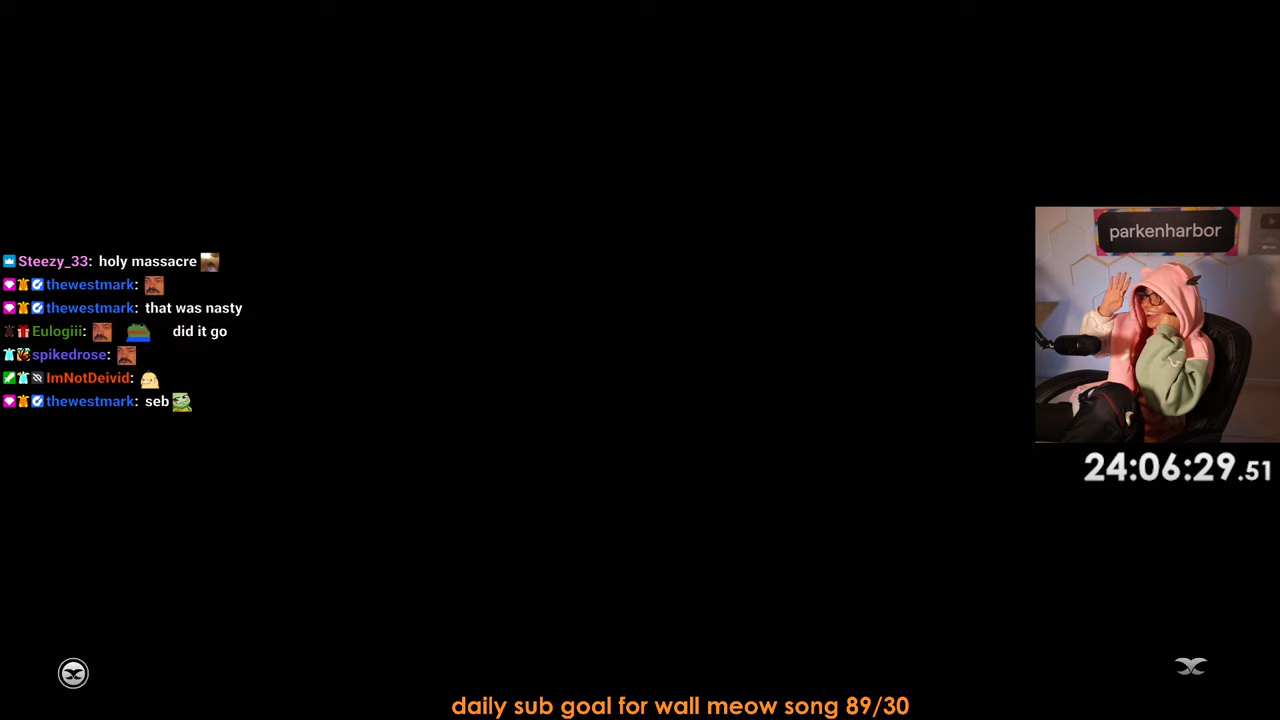 Steezy_33: holy massacre
thewestmark:
thewestmark: that was nasty
Eulogiii: did it go
spikedrose:
ImNotDeivid:
thewestmark: seb
parkenharbor
24:06:29.51
daily sub goal for wall meow song 89/30